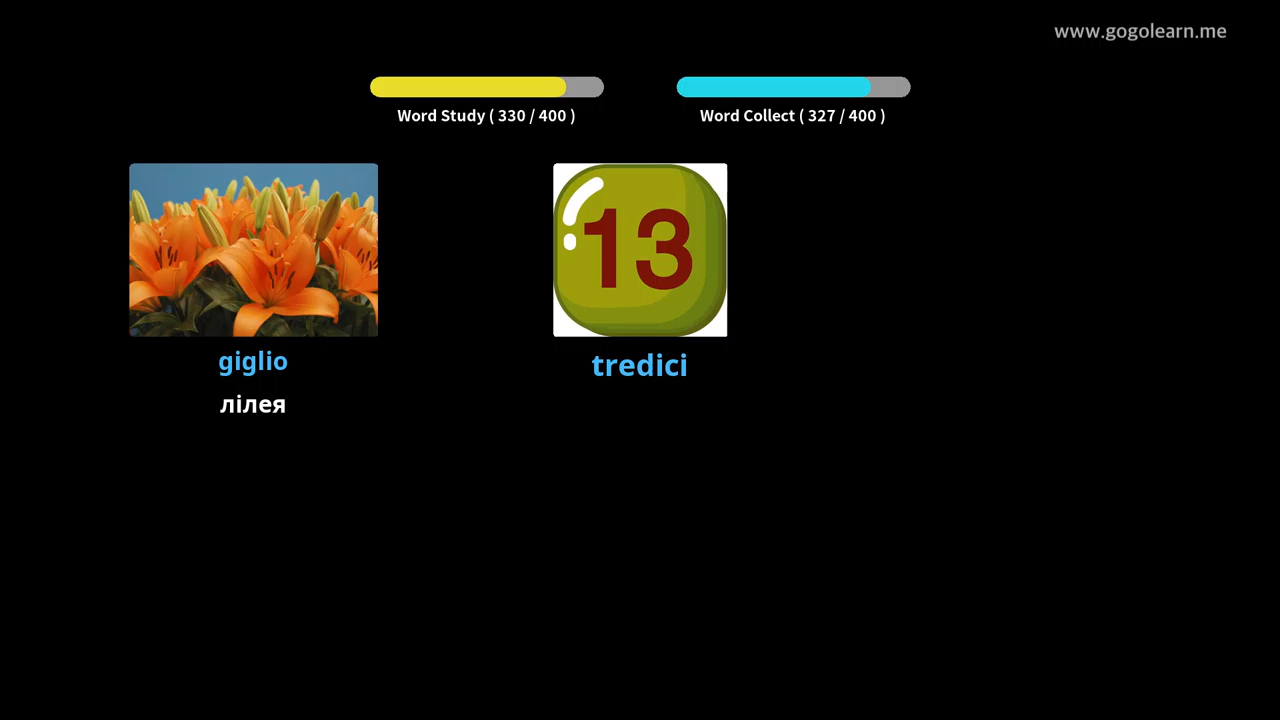 www.gogolearn.me
Word Study ( 330 / 400 )
Word Collect ( 327 / 400 )
13
giglio
tredici
лілея